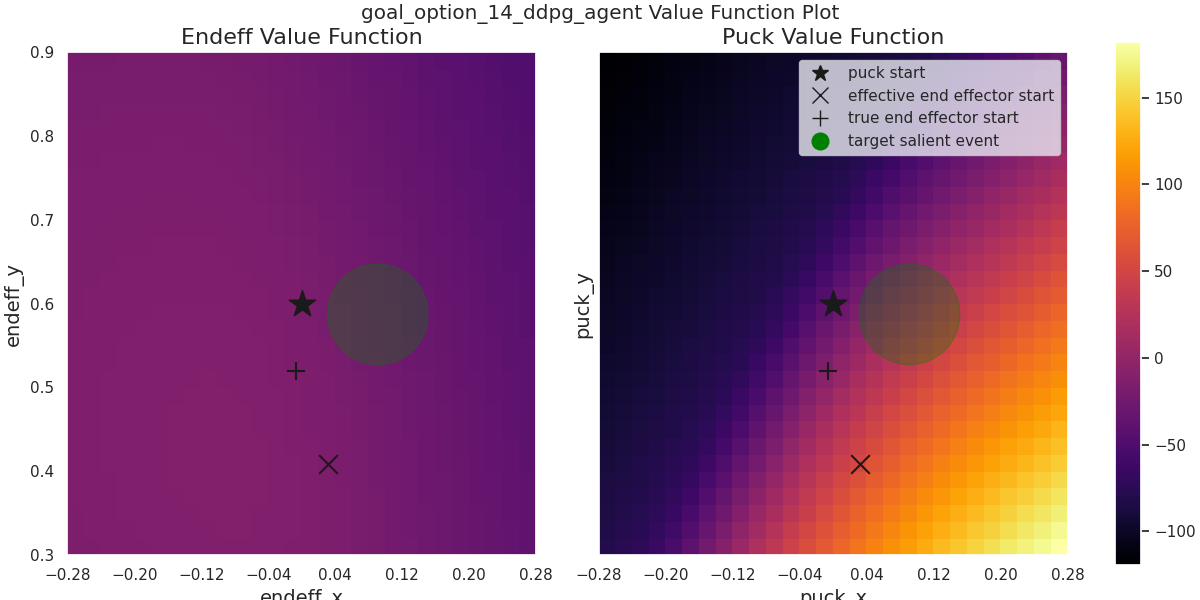 goal_option_14_ddpg_agent Value Function Plot
Endeff Value Function
Puck Value Function
0.9
0.8
0.7
0.6
0.5
0.4
0.3
endeff_y
−0.28 −0.20 −0.12 −0.04 0.04 0.12 0.20 0.28
endeff_x
puck_y
puck start
effective end effector start
true end effector start
target salient event
−0.28 −0.20 −0.12 −0.04 0.04 0.12 0.20 0.28
puck_x
150
100
50
0
−50
−100